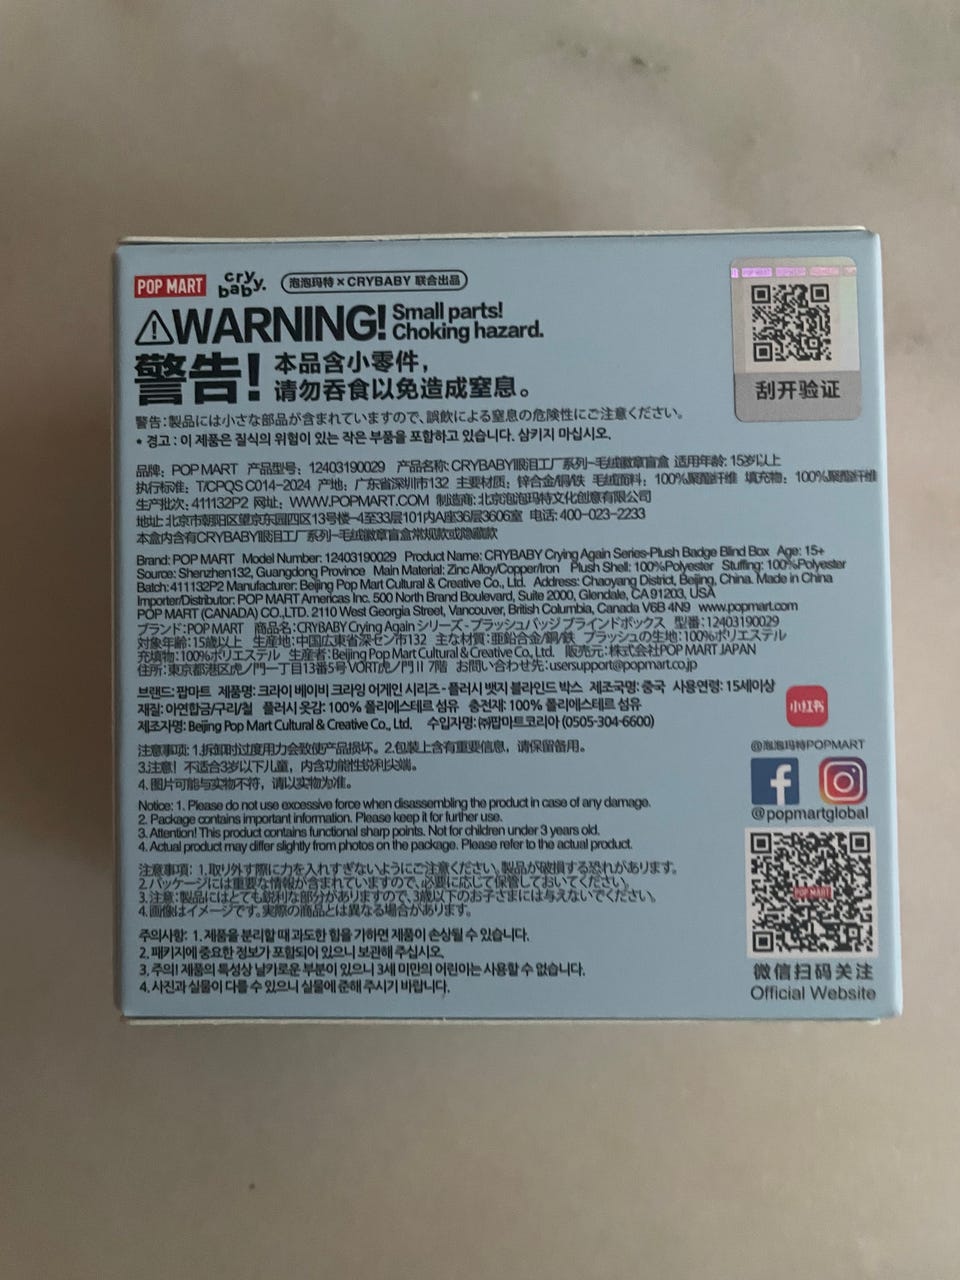 POP MART cry baby. 泡泡玛特×CRYBABY 联合出品
WARNING! Small parts!
Choking hazard.
警告! 本品含小零件，
请勿吞食以免造成窒息。
警告:製品には小さな部品が含まれていますので、誤飲による窒息の危険性にご注意ください。
* 경고 : 이 제품은 질식의 위험이 있는 작은 부품을 포함하고 있습니다. 삼키지 마십시오.
刮开验证
品牌: POP MART 产品型号: 12403190029 产品名称: CRYBABY眼泪工厂系列-毛绒徽章盲盒 适用年龄: 15岁以上
执行标准: T/CPQS C014-2024 产地: 广东省深圳市132 主要材质: 锌合金/铜/铁 毛绒面料: 100%聚酯纤维 填充物: 100%聚酯纤维
生产批次: 411132P2 网址: WWW.POPMART.COM 制造商: 北京泡泡玛特文化创意有限公司
地址: 北京市朝阳区望京东园四区13号楼-4至33层101内A座36层3606室 电话: 400-023-2233
本盒内含有CRYBABY眼泪工厂系列-毛绒徽章盲盒常规款或隐藏款
Brand: POP MART Model Number: 12403190029 Product Name: CRYBABY Crying Again Series-Plush Badge Blind Box Age: 15+
Source: Shenzhen132, Guangdong Province Main Material: Zinc Alloy/Copper/Iron Plush Shell: 100%Polyester Stuffing: 100%Polyester
Batch: 411132P2 Manufacturer: Beijing Pop Mart Cultural & Creative Co., Ltd. Address: Chaoyang District, Beijing, China. Made in China
Importer/Distributor: POP MART Americas Inc. 500 North Brand Boulevard, Suite 2000, Glendale, CA 91203, USA
POP MART (CANADA) CO.,LTD. 2110 West Georgia Street, Vancouver, British Columbia, Canada V6B 4N9 www.popmart.com
ブランド:POP MART 商品名:CRYBABY Crying Again シリーズ - プラッシュバッジ ブラインドボックス 型番:12403190029
対象年齢:15歳以上 生産地:中国広東省深セン市132 主な材質:亜鉛合金/銅/鉄 プラッシュの生地:100%ポリエステル
充填物:100%ポリエステル 生産者:Beijing Pop Mart Cultural & Creative Co., Ltd. 販売元:株式会社POP MART JAPAN
住所:東京都港区虎ノ門一丁目13番5号 VORT虎ノ門II 7階 お問い合わせ先:usersupport@popmart.co.jp
브랜드: 팝마트 제품명: 크라이 베이비 크라잉 어게인 시리즈 - 플러시 뱃지 블라인드 박스 제조국명: 중국 사용연령: 15세이상
재질: 아연합금/구리/철 플러시 옷감: 100% 폴리에스테르 섬유 충전재: 100% 폴리에스테르 섬유
제조자명: Beijing Pop Mart Cultural & Creative Co., Ltd. 수입자명: ㈜팝마트코리아 (0505-304-6600)
小红书
注意事项: 1.拆卸时过度用力会致使产品损坏。2.包装上含有重要信息，请保留备用。
3.注意！不适合3岁以下儿童，内含功能性锐利尖端。
4.图片可能与实物不符，请以实物为准。
@泡泡玛特POPMART
Notice: 1. Please do not use excessive force when disassembling the product in case of any damage.
2. Package contains important information. Please keep it for further use.
3. Attention! This product contains functional sharp points. Not for children under 3 years old.
4. Actual product may differ slightly from photos on the package. Please refer to the actual product.
@popmartglobal
注意事項: 1.取り外す際に力を入れすぎないようにご注意ください。製品が破損する恐れがあります。
2.パッケージには重要な情報が含まれていますので、必要に応じて保管しておいてください。
3.注意:製品にはとても鋭利な部分がありますので、3歳以下のお子さまには与えないでください。
4.画像はイメージです。実際の商品とは異なる場合があります。
주의사항: 1. 제품을 분리할 때 과도한 힘을 가하면 제품이 손상될 수 있습니다.
2. 패키지에 중요한 정보가 포함되어 있으니 보관해 주십시오.
3. 주의! 제품의 특성상 날카로운 부분이 있으니 3세 미만의 어린이는 사용할 수 없습니다.
4. 사진과 실물이 다를 수 있으니 실물에 준해 주시기 바랍니다.
POP MART
微信扫码关注
Official Website